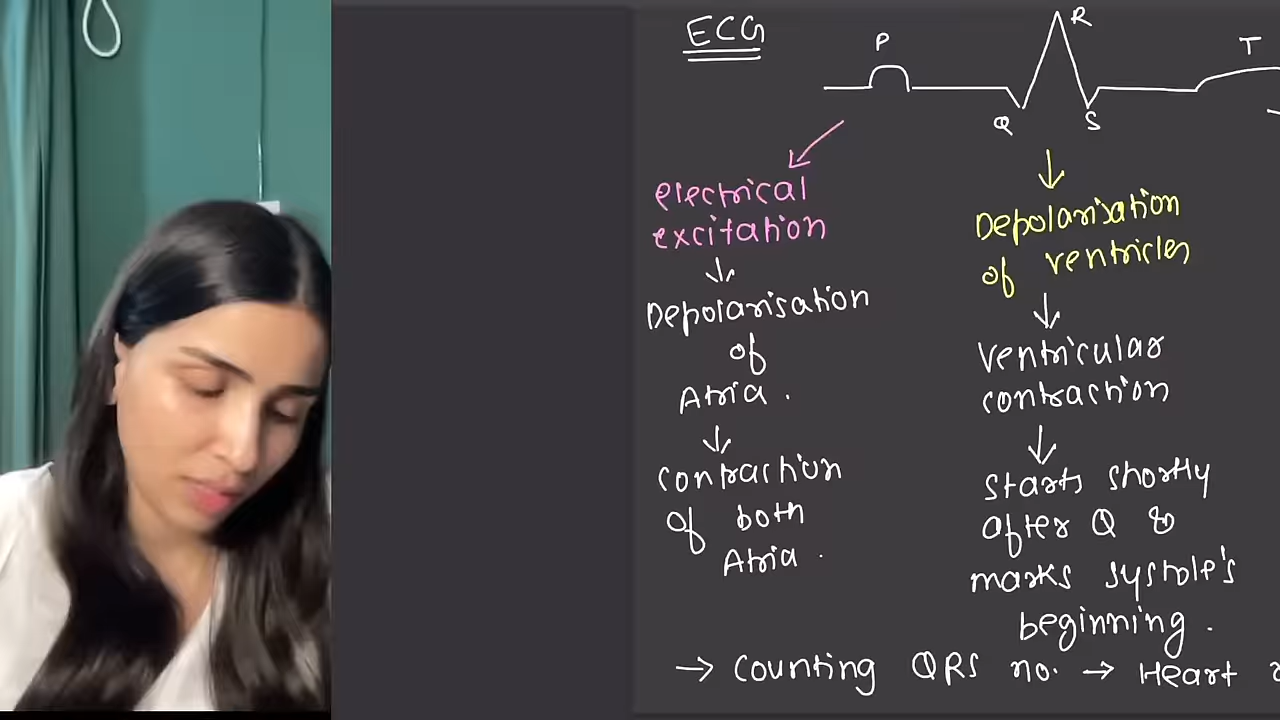 ECG
P
R
T
Q
S
electrical
excitation
Depolarisation
of
Atria.
contraction
of both
Atria.
Depolarisation
of ventricles
ventricular
contraction
starts shortly
after Q &
marks systole's
beginning.
→ Counting QRS no. → Heart